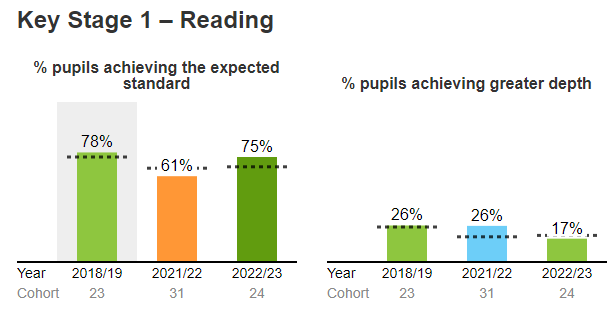 Key Stage 1 – Reading
% pupils achieving the expected
standard
78%
61%
75%
Year 2018/19 2021/22 2022/23
Cohort 23 31 24
% pupils achieving greater depth
26%
26%
17%
Year 2018/19 2021/22 2022/23
Cohort 23 31 24